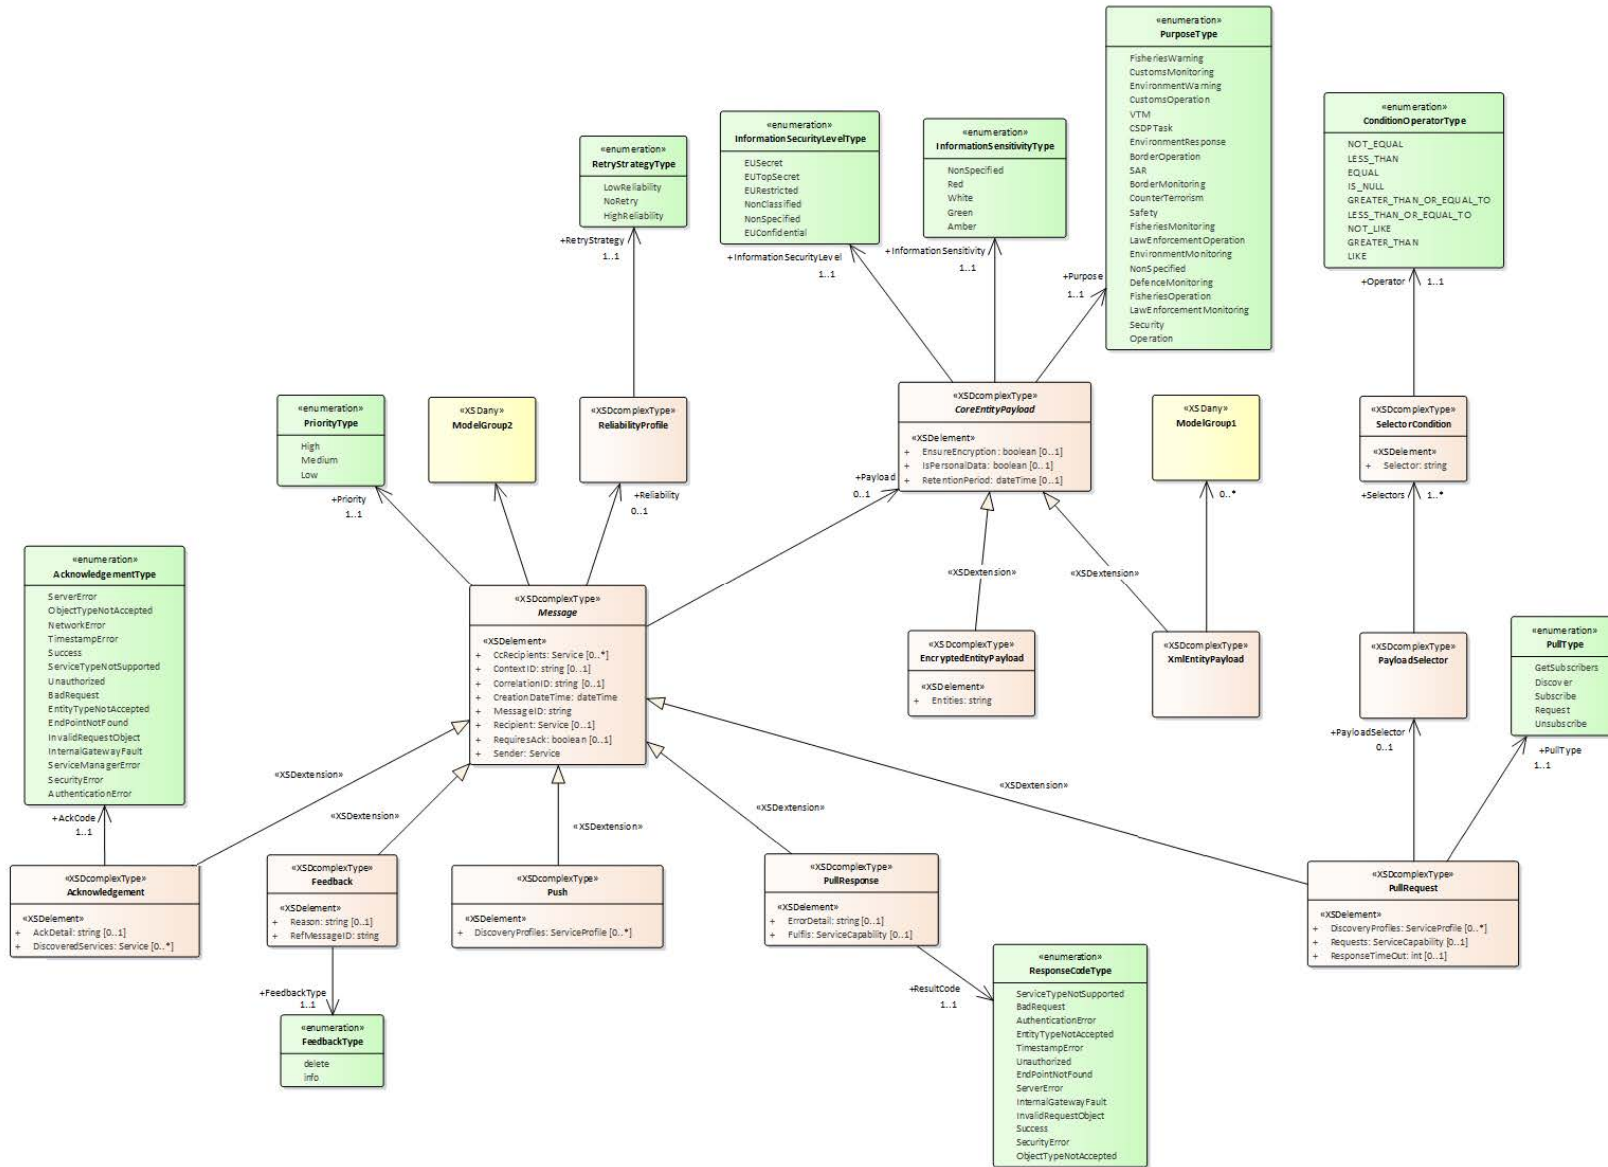 «enumeration»
PurposeType
FisheriesWarning
CustomsMonitoring
EnvironmentWarning
CustomsOperation
VTM
CSDPTask
EnvironmentResponse
BorderOperation
SAR
BorderMonitoring
CounterTerrorism
Safety
FisheriesMonitoring
LawEnforcementOperation
EnvironmentMonitoring
NonSpecified
DefenceMonitoring
FisheriesOperation
LawEnforcementMonitoring
Security
Operation
«enumeration»
ConditionOperatorType
NOT_EQUAL
LESS_THAN
EQUAL
IS_NULL
GREATER_THAN_OR_EQUAL_TO
LESS_THAN_OR_EQUAL_TO
NOT_LIKE
GREATER_THAN
LIKE
«enumeration»
InformationSecurityLevelType
EUSecret
EUTopSecret
EURestricted
NonClassified
NonSpecified
EUConfidential
«enumeration»
InformationSensitivityType
NonSpecified
Red
White
Green
Amber
«enumeration»
RetryStrategyType
LowReliability
NoRetry
HighReliability
+RetryStrategy
1..1
+InformationSecurityLevel
1..1
+InformationSensitivity
1..1
+Purpose
1..1
+Operator
1..1
«enumeration»
PriorityType
High
Medium
Low
«XSDany»
ModelGroup2
«XSDcomplexType»
ReliabilityProfile
«XSDcomplexType»
CoreEntityPayload
«XSDelement»
+ EnsureEncryption: boolean [0..1]
+ IsPersonalData: boolean [0..1]
+ RetentionPeriod: dateTime [0..1]
«XSDany»
ModelGroup1
«XSDcomplexType»
SelectorCondition
«XSDelement»
+ Selector: string
+Priority
1..1
+Reliability
0..1
+Payload
0..1
0..*
+Selectors
1..*
«enumeration»
AcknowledgementType
ServerError
ObjectTypeNotAccepted
NetworkError
TimestampError
Success
ServiceTypeNotSupported
Unauthorized
BadRequest
EntityTypeNotAccepted
EndPointNotFound
InvalidRequestObject
InternalGatewayFault
ServiceManagerError
SecurityError
AuthenticationError
«XSDcomplexType»
Message
«XSDelement»
+ CcRecipients: Service [0..*]
+ ContextID: string [0..1]
+ CorrelationID: string [0..1]
+ CreationDateTime: dateTime
+ MessageID: string
+ Recipient: Service [0..1]
+ RequiresAck: boolean [0..1]
+ Sender: Service
«XSDextension»
«XSDextension»
«XSDcomplexType»
EncryptedEntityPayload
«XSDelement»
+ Entities: string
«XSDcomplexType»
XmlEntityPayload
«XSDcomplexType»
PayloadSelector
«enumeration»
PullType
GetSubscribers
Discover
Subscribe
Request
Unsubscribe
+PayloadSelector
0..1
+PullType
1..1
+AckCode
1..1
«XSDextension»
«XSDextension»
«XSDextension»
«XSDextension»
«XSDextension»
«XSDcomplexType»
Acknowledgement
«XSDelement»
+ AckDetail: string [0..1]
+ DiscoveredServices: Service [0..*]
«XSDcomplexType»
Feedback
«XSDelement»
+ Reason: string [0..1]
+ RefMessageID: string
«XSDcomplexType»
Push
«XSDelement»
+ DiscoveryProfiles: ServiceProfile [0..*]
«XSDcomplexType»
PullResponse
«XSDelement»
+ ErrorDetail: string [0..1]
+ Fulfils: ServiceCapability [0..1]
«XSDcomplexType»
PullRequest
«XSDelement»
+ DiscoveryProfiles: ServiceProfile [0..*]
+ Requests: ServiceCapability [0..1]
+ ResponseTimeOut: int [0..1]
+FeedbackType
1..1
«enumeration»
FeedbackType
delete
info
+ResultCode
1..1
«enumeration»
ResponseCodeType
ServiceTypeNotSupported
BadRequest
AuthenticationError
EntityTypeNotAccepted
TimestampError
Unauthorized
EndPointNotFound
ServerError
InternalGatewayFault
InvalidRequestObject
Success
SecurityError
ObjectTypeNotAccepted